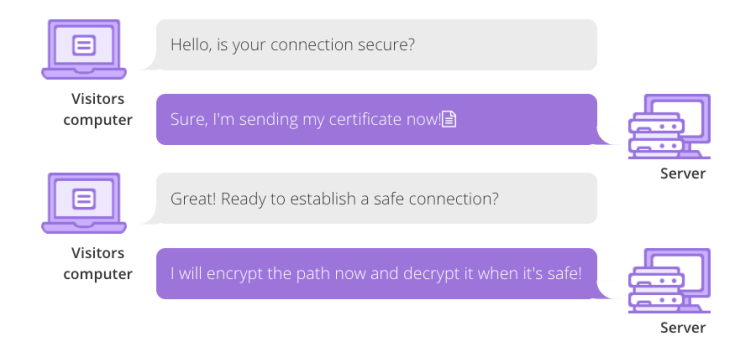 Hello, is your connection secure?
Visitors
computer
Sure, I'm sending my certificate now!
Server
Great! Ready to establish a safe connection?
Visitors
computer
I will encrypt the path now and decrypt it when it's safe!
Server